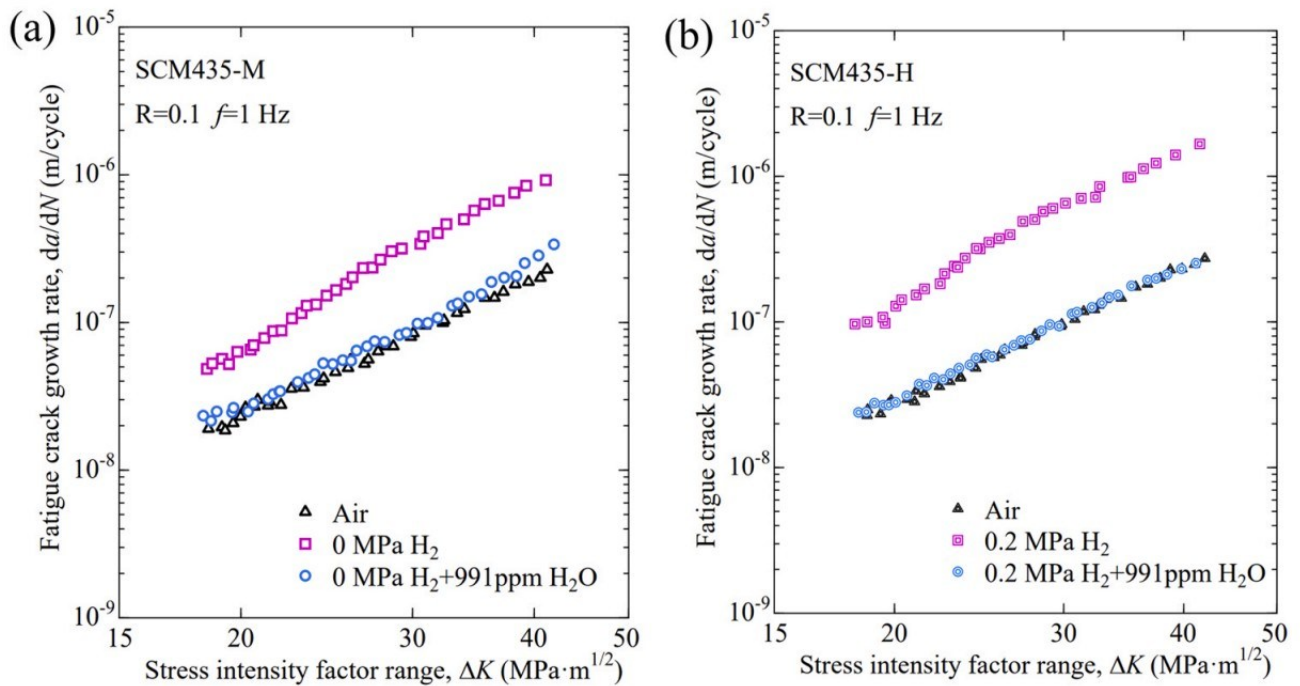 (a)
SCM435-M
R=0.1 f=1 Hz
Fatigue crack growth rate, da/dN (m/cycle)
10⁻⁵
10⁻⁶
10⁻⁷
10⁻⁸
10⁻⁹
Air
0 MPa H₂
0 MPa H₂+991ppm H₂O
15
20
30
40
50
Stress intensity factor range, ΔK (MPa·m¹/²)
(b)
SCM435-H
R=0.1 f=1 Hz
Fatigue crack growth rate, da/dN (m/cycle)
10⁻⁵
10⁻⁶
10⁻⁷
10⁻⁸
10⁻⁹
Air
0.2 MPa H₂
0.2 MPa H₂+991ppm H₂O
15
20
30
40
50
Stress intensity factor range, ΔK (MPa·m¹/²)